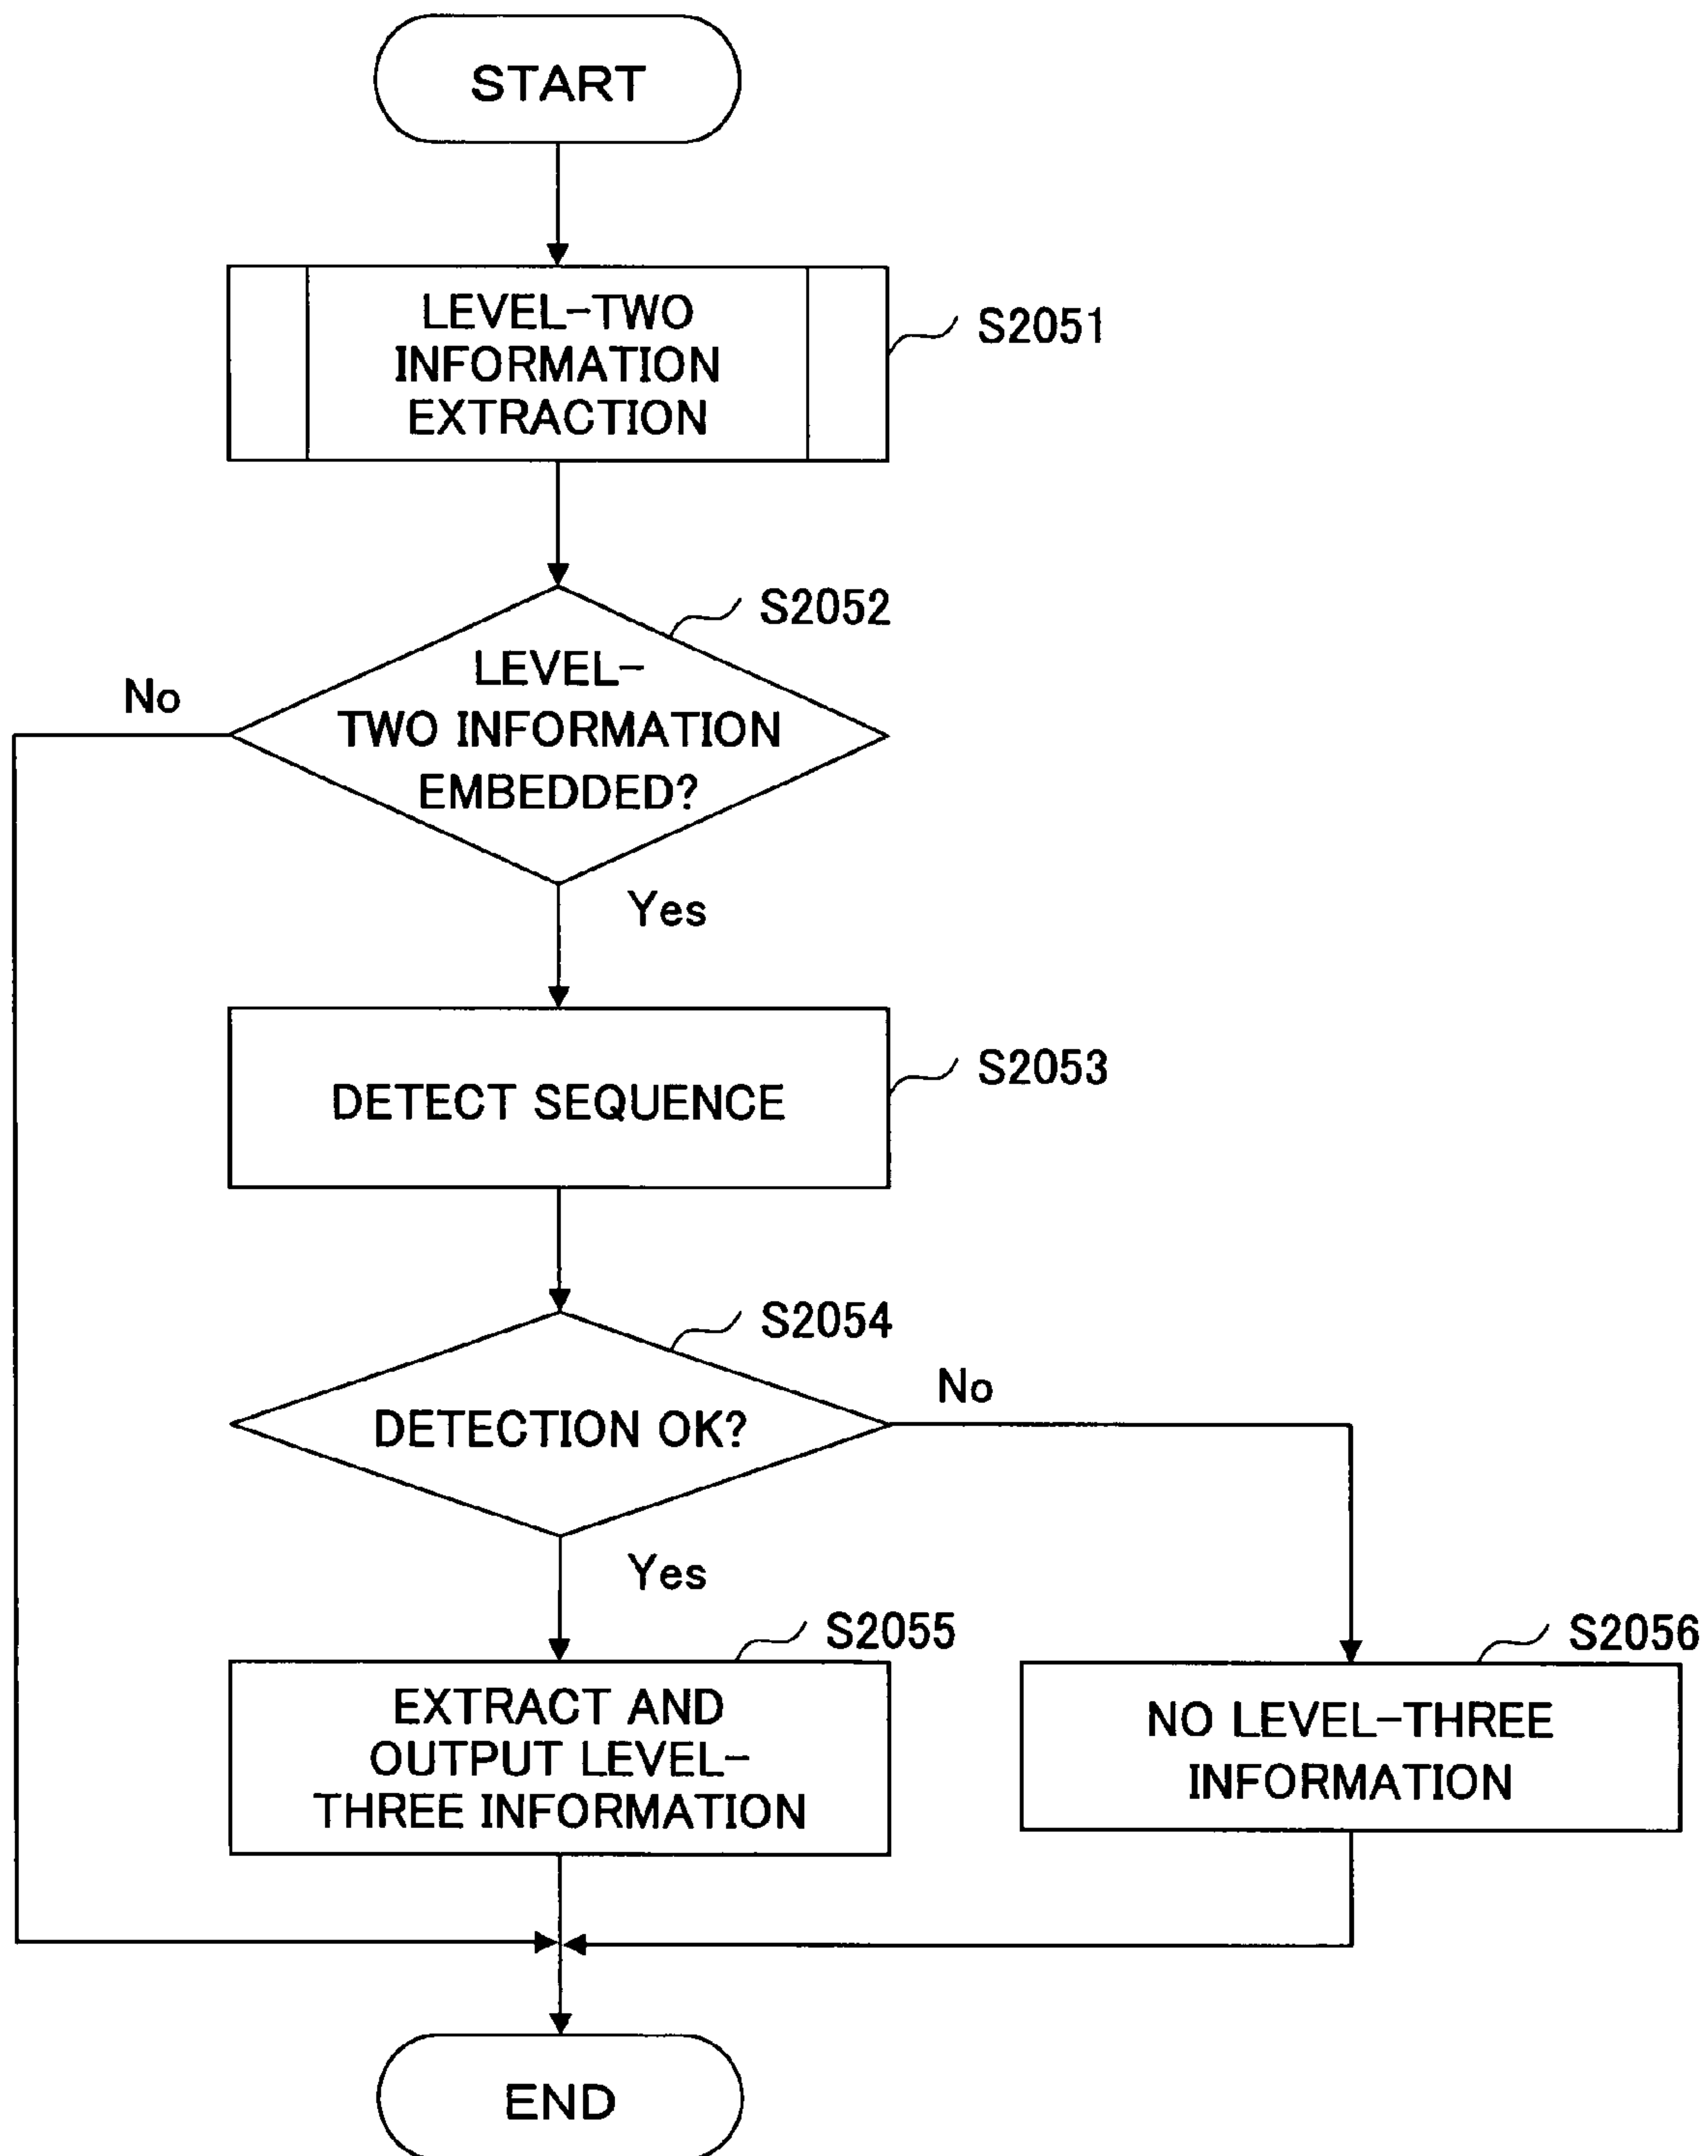 START
LEVEL-TWO
INFORMATION
EXTRACTION
S2051
S2052
LEVEL-
TWO INFORMATION
EMBEDDED?
No
Yes
DETECT SEQUENCE
S2053
S2054
DETECTION OK?
No
Yes
S2055
EXTRACT AND
OUTPUT LEVEL-
THREE INFORMATION
S2056
NO LEVEL-THREE
INFORMATION
END